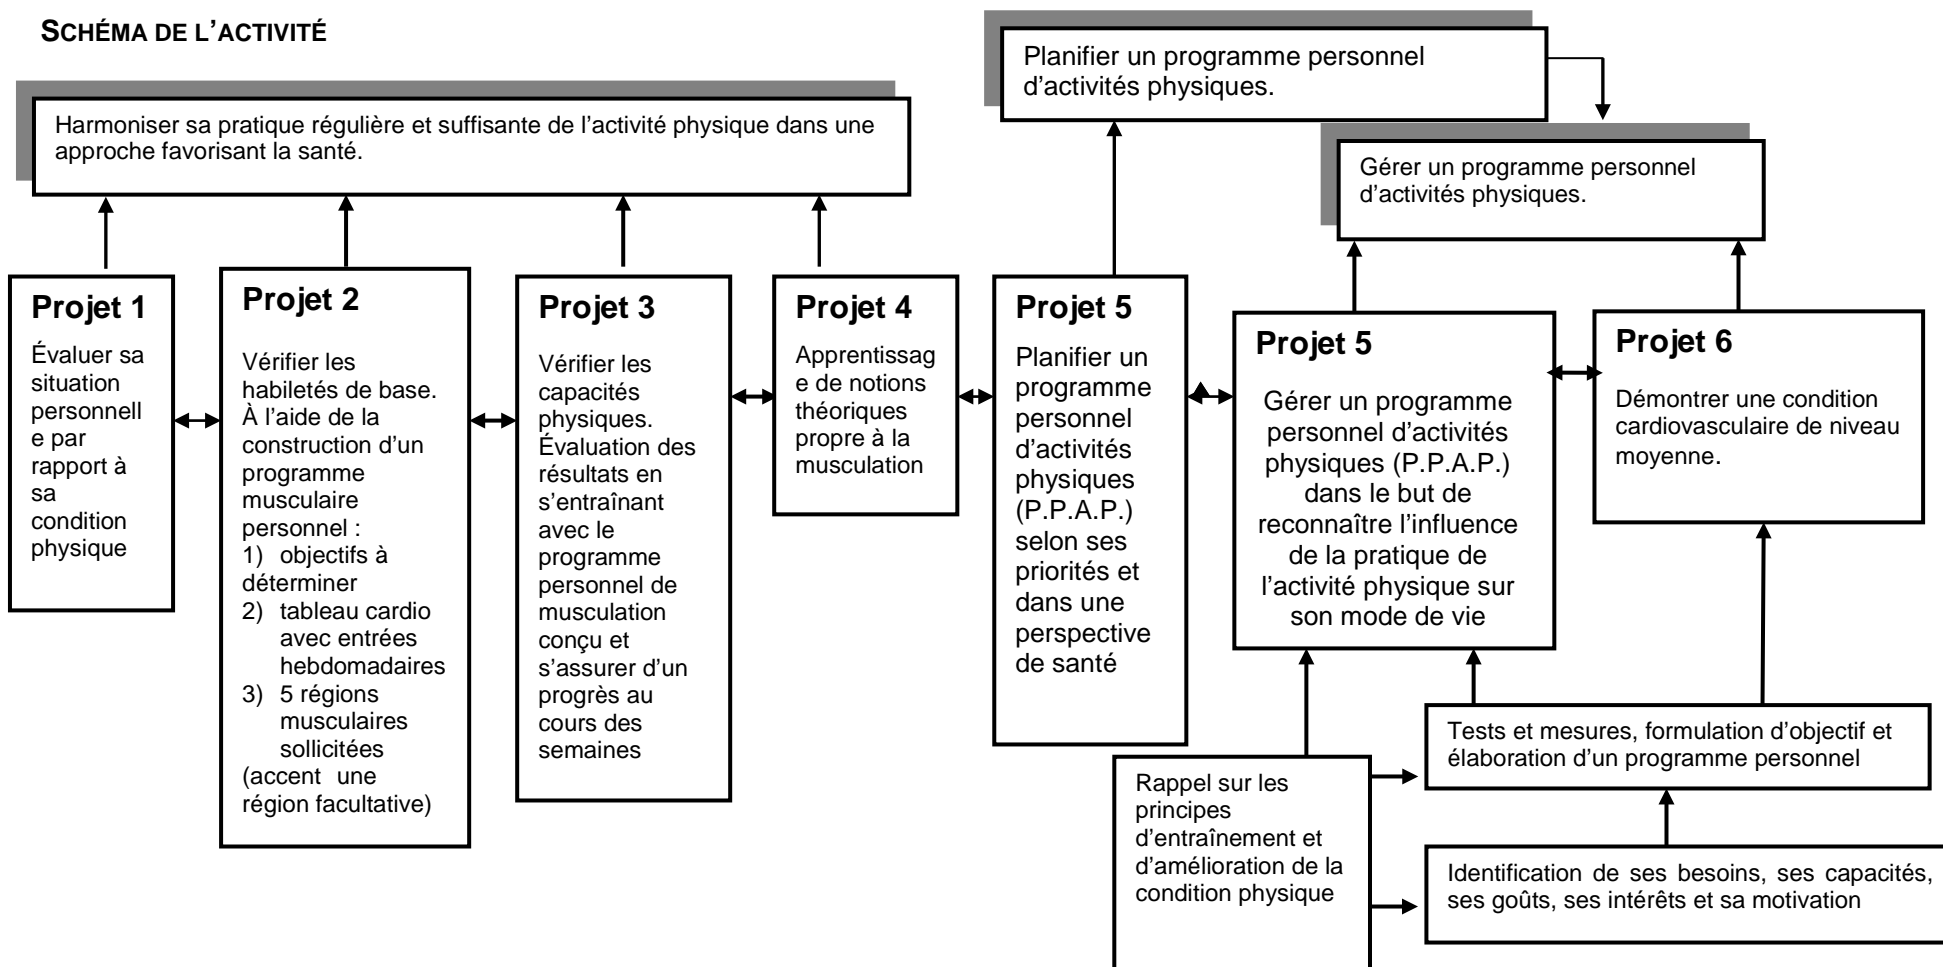 SCHÉMA DE L’ACTIVITÉ
Planifier un programme personnel
d’activités physiques.
Harmoniser sa pratique régulière et suffisante de l’activité physique dans une
approche favorisant la santé.
Gérer un programme personnel
d’activités physiques.
Projet 1
Évaluer sa
situation
personnell
e par
rapport à
sa
condition
physique
Projet 2
Vérifier les
habiletés de base.
À l’aide de la
construction d’un
programme
musculaire
personnel :
1) objectifs à
déterminer
2) tableau cardio
avec entrées
hebdomadaires
3) 5 régions
musculaires
sollicitées
(accent une
région facultative)
Projet 3
Vérifier les
capacités
physiques.
Évaluation des
résultats en
s’entraînant
avec le
programme
personnel de
musculation
conçu et
s’assurer d’un
progrès au
cours des
semaines
Projet 4
Apprentissag
e de notions
théoriques
propre à la
musculation
Projet 5
Planifier un
programme
personnel
d’activités
physiques
(P.P.A.P.)
selon ses
priorités et
dans une
perspective
de santé
Projet 5
Gérer un programme
personnel d’activités
physiques (P.P.A.P.)
dans le but de
reconnaître l’influence
de la pratique de
l’activité physique sur
son mode de vie
Projet 6
Démontrer une condition
cardiovasculaire de niveau
moyenne.
Tests et mesures, formulation d’objectif et
élaboration d’un programme personnel
Rappel sur les
principes
d’entraînement et
d’amélioration de la
condition physique
Identification de ses besoins, ses capacités,
ses goûts, ses intérêts et sa motivation